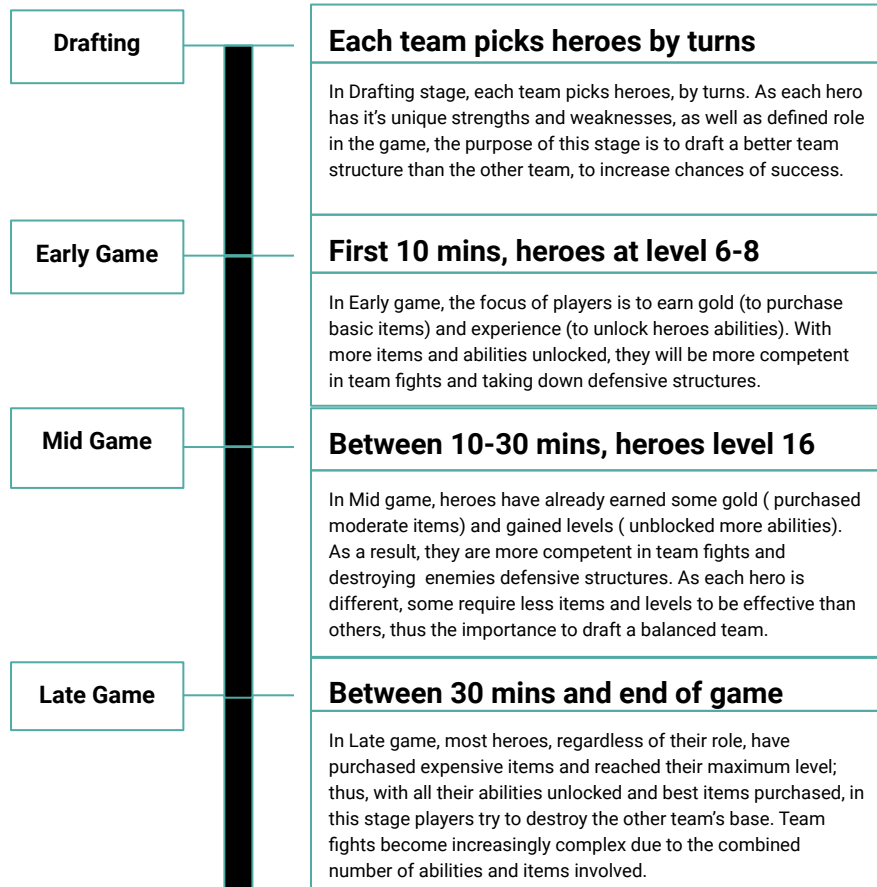 Drafting
Each team picks heroes by turns
In Drafting stage, each team picks heroes, by turns. As each hero
has it's unique strengths and weaknesses, as well as defined role
in the game, the purpose of this stage is to draft a better team
structure than the other team, to increase chances of success.
Early Game
First 10 mins, heroes at level 6-8
In Early game, the focus of players is to earn gold (to purchase
basic items) and experience (to unlock heroes abilities). With
more items and abilities unlocked, they will be more competent
in team fights and taking down defensive structures.
Mid Game
Between 10-30 mins, heroes level 16
In Mid game, heroes have already earned some gold ( purchased
moderate items) and gained levels ( unblocked more abilities).
As a result, they are more competent in team fights and
destroying  enemies defensive structures. As each hero is
different, some require less items and levels to be effective than
others, thus the importance to draft a balanced team.
Late Game
Between 30 mins and end of game
In Late game, most heroes, regardless of their role, have
purchased expensive items and reached their maximum level;
thus, with all their abilities unlocked and best items purchased, in
this stage players try to destroy the other team's base. Team
fights become increasingly complex due to the combined
number of abilities and items involved.